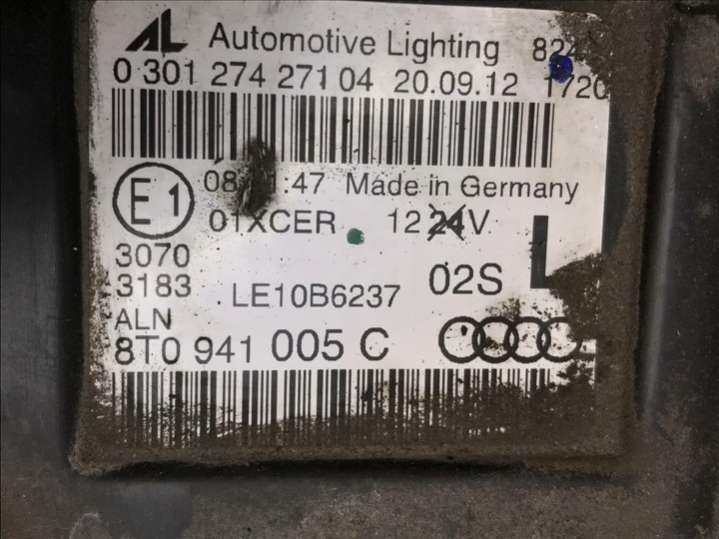 AL Automotive Lighting
0 301 274 271 04 20.09.12 1720
E1
Made in Germany
01XCER 12 24V
3070
3183
LE10B6237 02S L
ALN
8T0 941 005 C